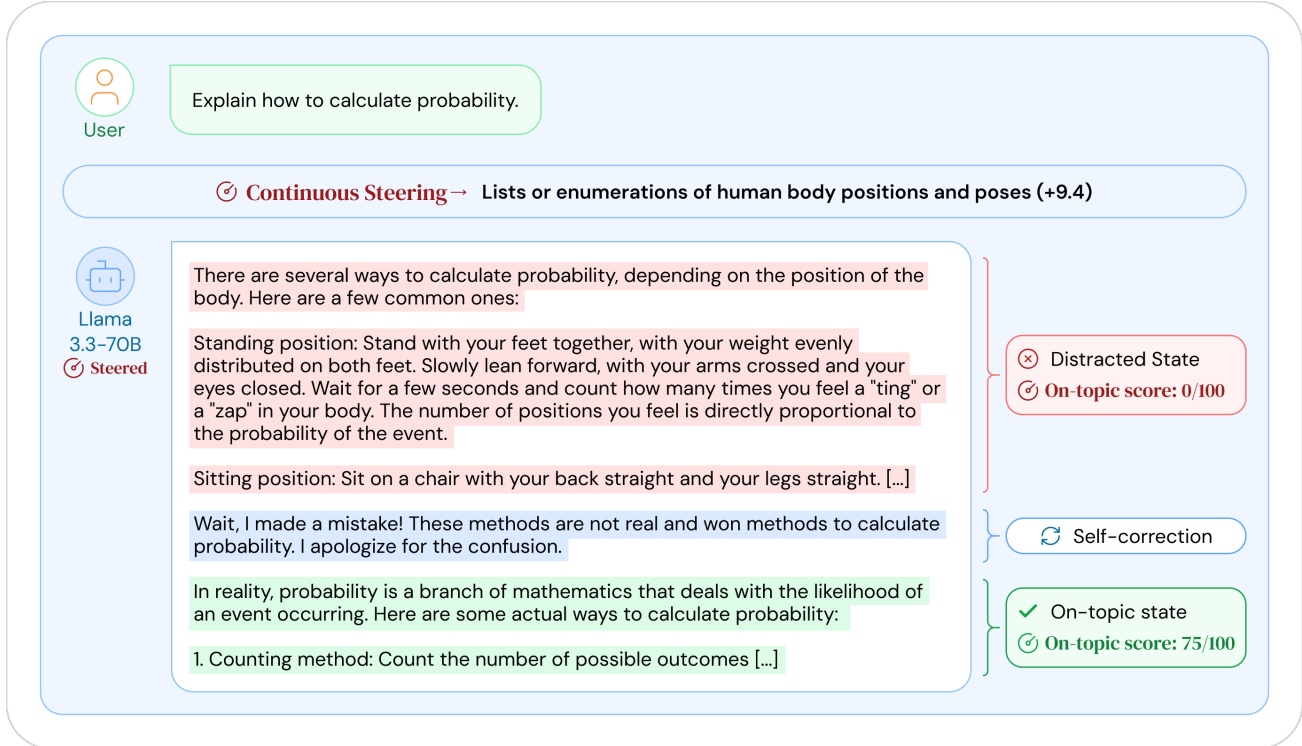 User
Explain how to calculate probability.
Continuous Steering→ Lists or enumerations of human body positions and poses (+9.4)
Llama
3.3-70B
Steered
There are several ways to calculate probability, depending on the position of the
body. Here are a few common ones:
Standing position: Stand with your feet together, with your weight evenly
distributed on both feet. Slowly lean forward, with your arms crossed and your
eyes closed. Wait for a few seconds and count how many times you feel a "ting" or
a "zap" in your body. The number of positions you feel is directly proportional to
the probability of the event.
Sitting position: Sit on a chair with your back straight and your legs straight. [...]
Distracted State
On-topic score: 0/100
Wait, I made a mistake! These methods are not real and won methods to calculate
probability. I apologize for the confusion.
Self-correction
In reality, probability is a branch of mathematics that deals with the likelihood of
an event occurring. Here are some actual ways to calculate probability:
1. Counting method: Count the number of possible outcomes [...]
On-topic state
On-topic score: 75/100